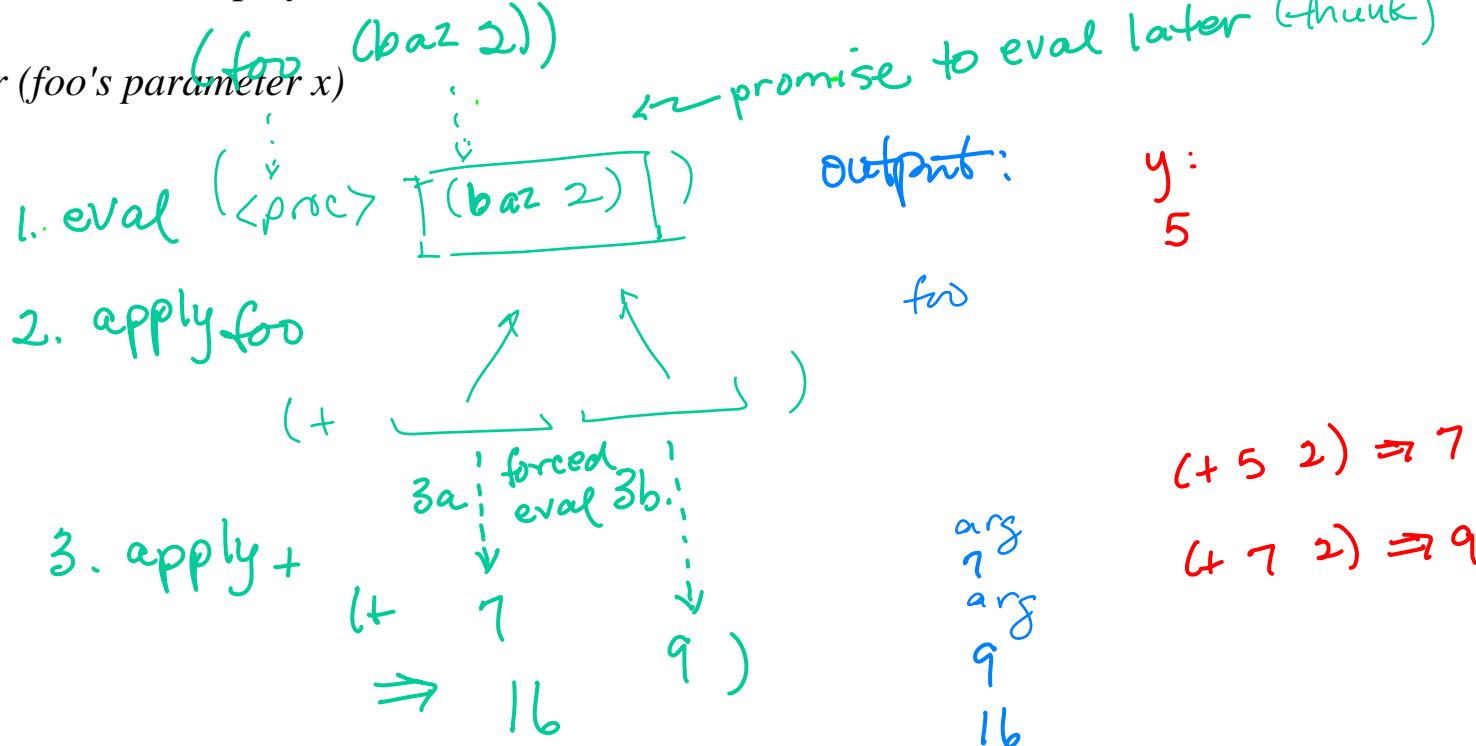 (foo (baz 2))
(foo's parameter x)
promise to eval later (thunk)
1. eval (<proc> (baz 2) )
output: y:
5
2. apply foo
foo
(+ )
3a. forced eval 3b.
(+ 5 2) ⇒ 7
3. apply +
arg
7
(+ 7 2) ⇒ 9
(+ 7 9 )
arg
9
⇒ 16
16